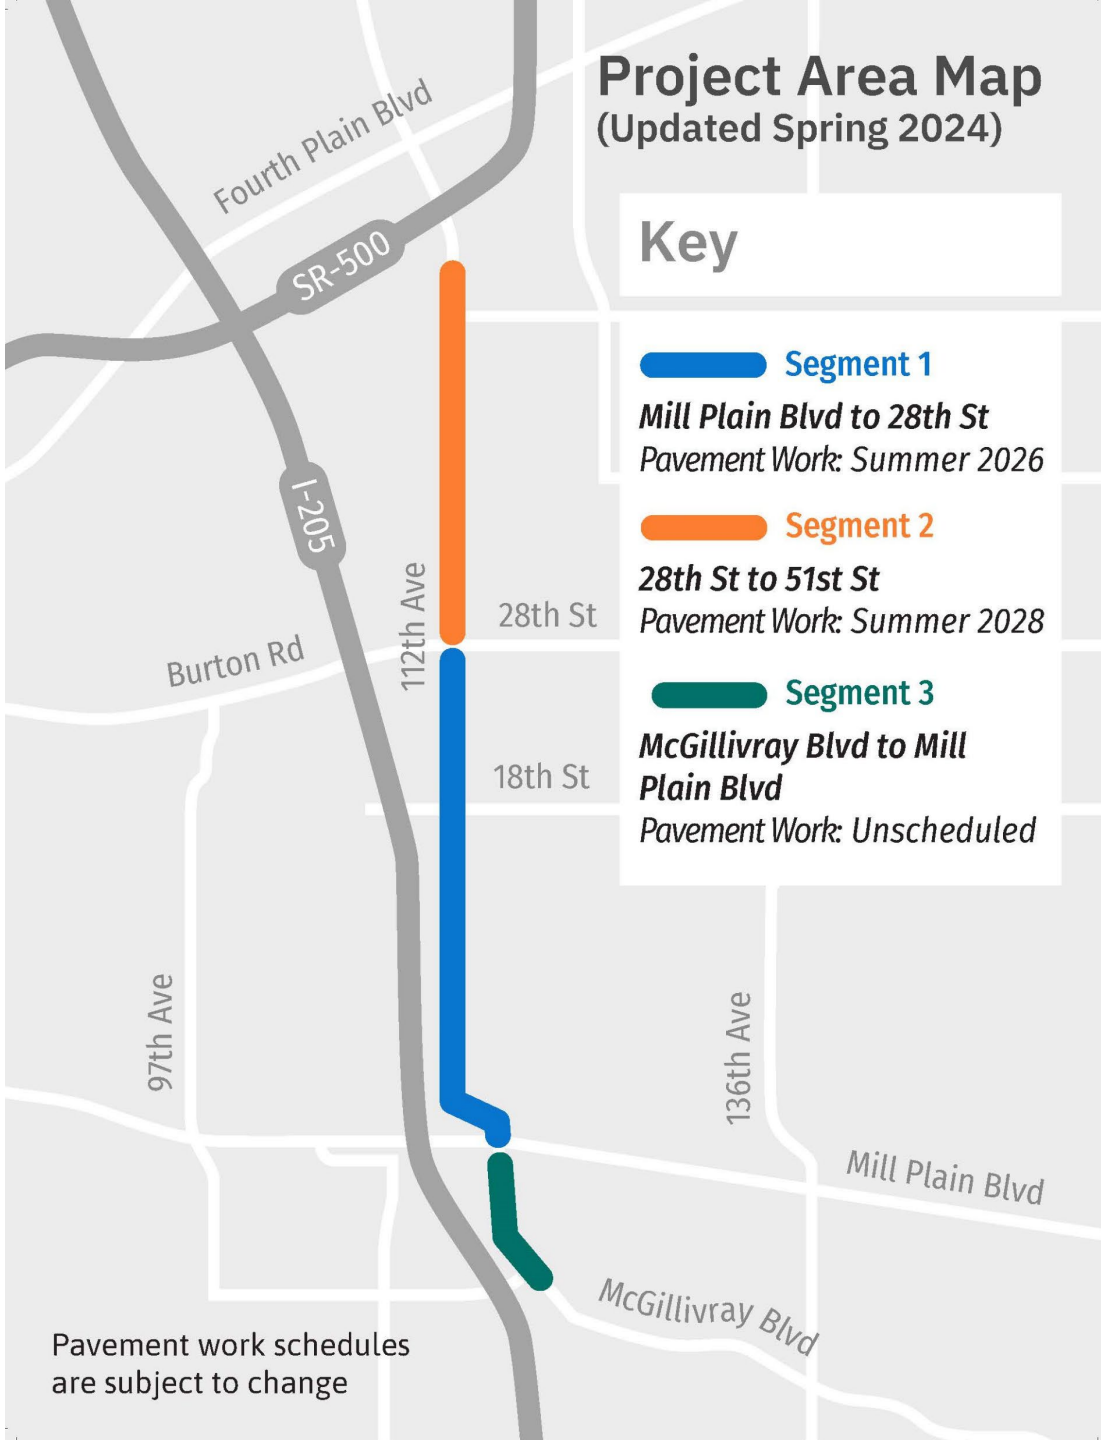 Project Area Map
(Updated Spring 2024)
Fourth Plain Blvd
SR-500
Key
Segment 1
Mill Plain Blvd to 28th St
Pavement Work: Summer 2026
I-205
Segment 2
28th St to 51st St
Pavement Work: Summer 2028
112th Ave
28th St
Burton Rd
Segment 3
McGillivray Blvd to Mill
Plain Blvd
Pavement Work: Unscheduled
18th St
97th Ave
136th Ave
Mill Plain Blvd
McGillivray Blvd
Pavement work schedules
are subject to change